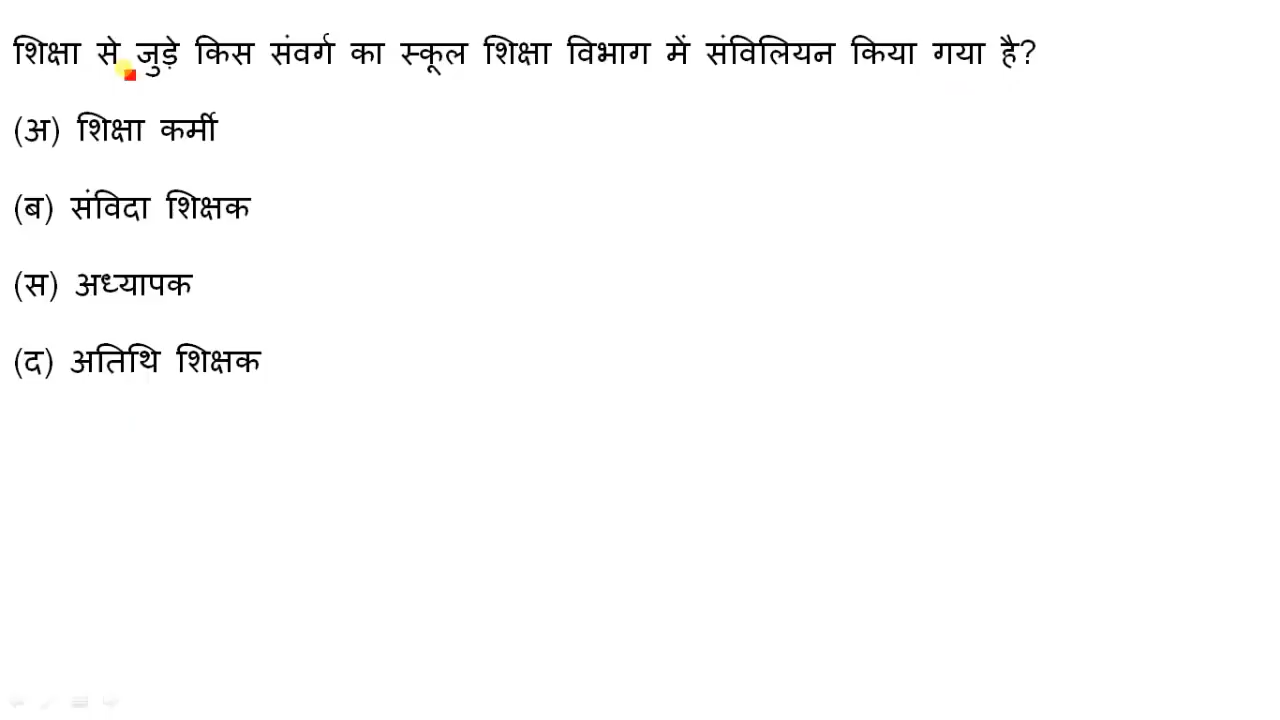 शिक्षा से जुड़े किस संवर्ग का स्कूल शिक्षा विभाग में संविलियन किया गया है?
(अ) शिक्षा कर्मी
(ब) संविदा शिक्षक
(स) अध्यापक
(द) अतिथि शिक्षक